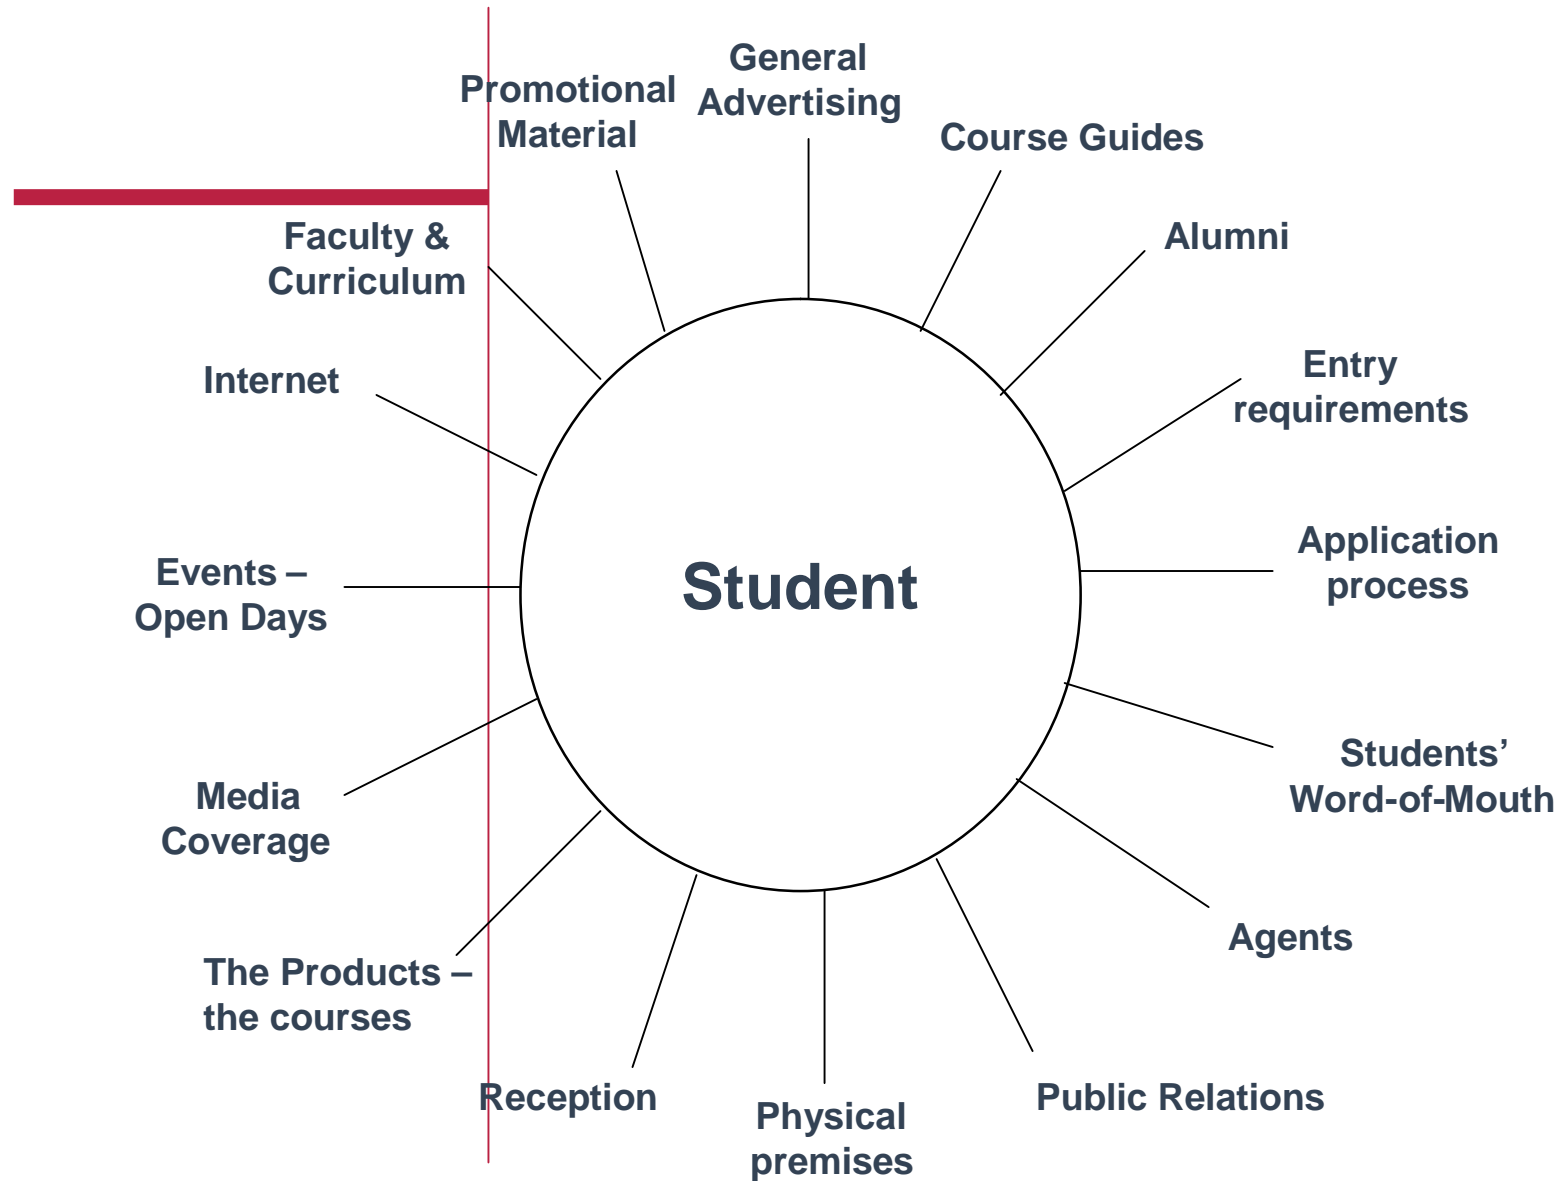 General
Advertising
Promotional
Material
Course Guides
Faculty &
Curriculum
Alumni
Internet
Entry
requirements
Events –
Open Days
Student
Application
process
Media
Coverage
Students’
Word-of-Mouth
The Products –
the courses
Agents
Reception
Physical
premises
Public Relations